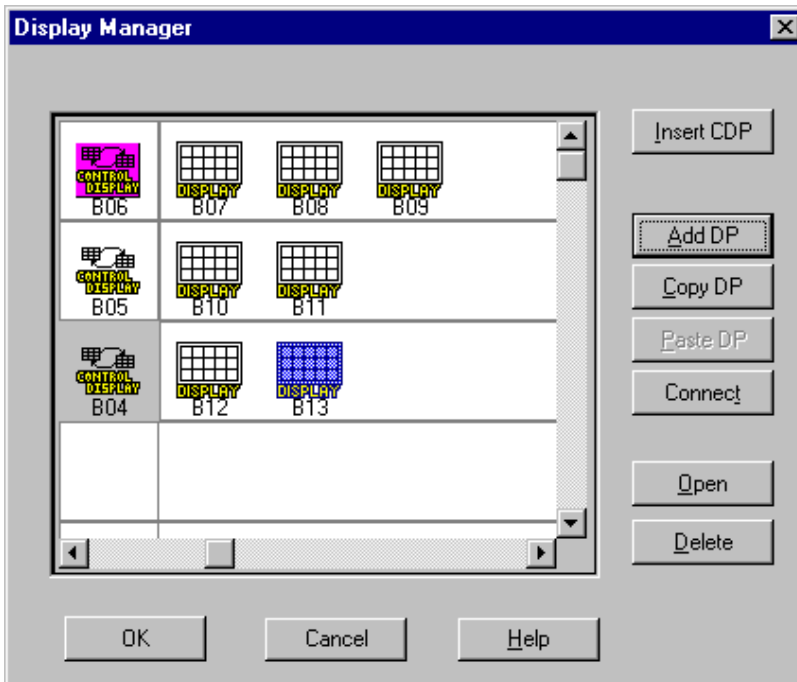 Display Manager
Insert CDP
CONTROL DISPLAY B06
DISPLAY B07
DISPLAY B08
DISPLAY B09
Add DP
CONTROL DISPLAY B05
DISPLAY B10
DISPLAY B11
Copy DP
Paste DP
CONTROL DISPLAY B04
DISPLAY B12
DISPLAY B13
Connect
Open
Delete
OK
Cancel
Help